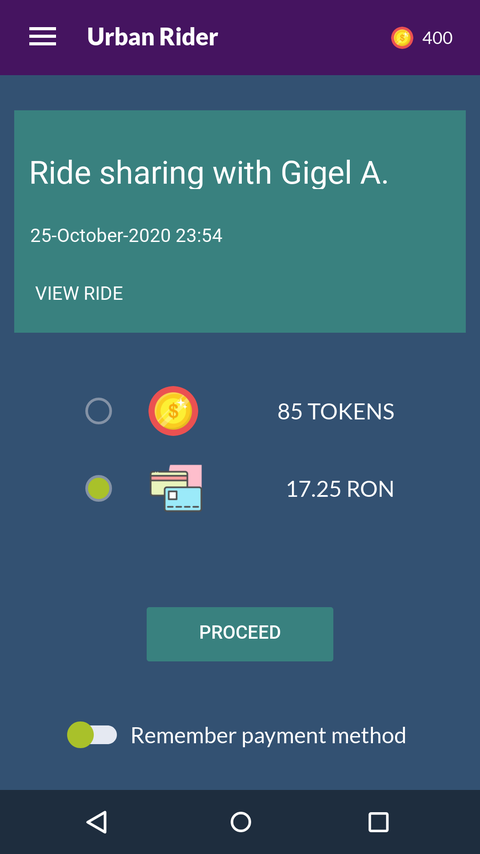 Urban Rider
400
Ride sharing with Gigel A.
25-October-2020 23:54
VIEW RIDE
85 TOKENS
17.25 RON
PROCEED
Remember payment method